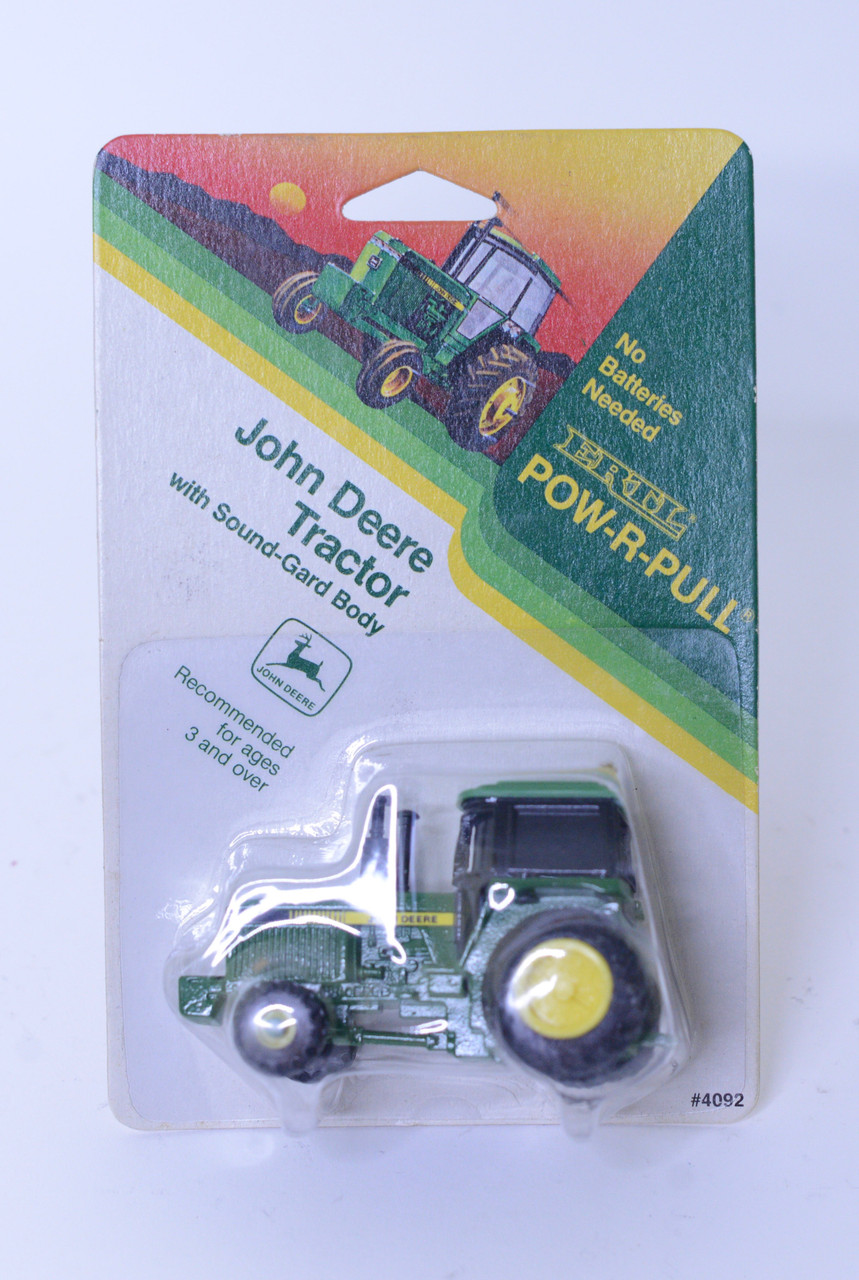 No
Batteries
Needed
ERTL
POW-R-PULL®
John Deere
Tractor
with Sound-Gard Body
JOHN DEERE
Recommended
for ages
3 and over
DEERE
#4092